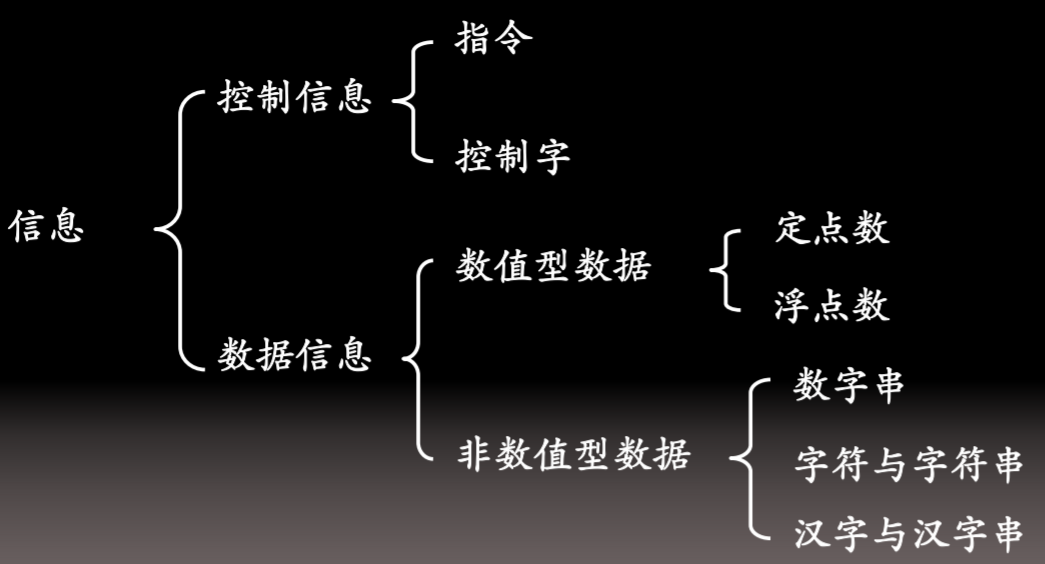 指令
控制信息
控制字
信息
定点数
数值型数据
浮点数
数据信息
数字串
非数值型数据
字符与字符串
汉字与汉字串